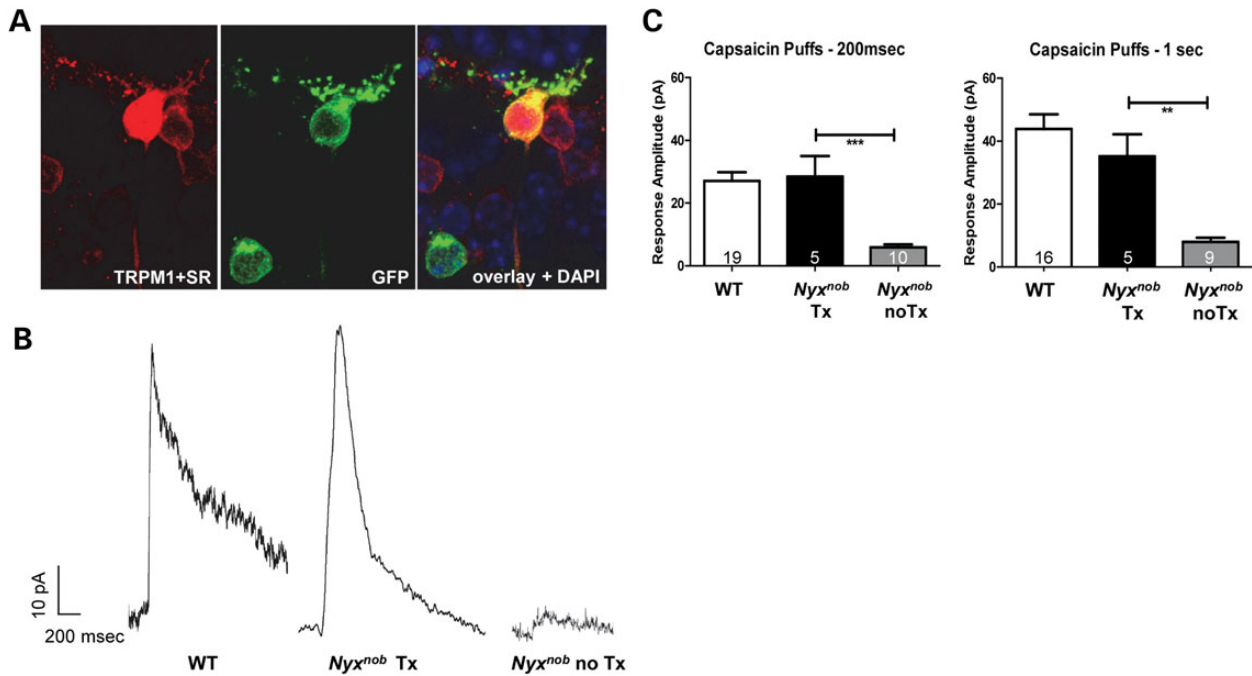 A
TRPM1+SR
GFP
overlay + DAPI
B
10 pA
200 msec
WT
Nyxnob Tx
Nyxnob no Tx
C
Capsaicin Puffs - 200msec
Response Amplitude (pA)
60
40
20
0
19
5
10
WT
Nyxnob
Tx
Nyxnob
noTx
***
Capsaicin Puffs - 1 sec
Response Amplitude (pA)
60
40
20
0
16
5
9
WT
Nyxnob
Tx
Nyxnob
noTx
**